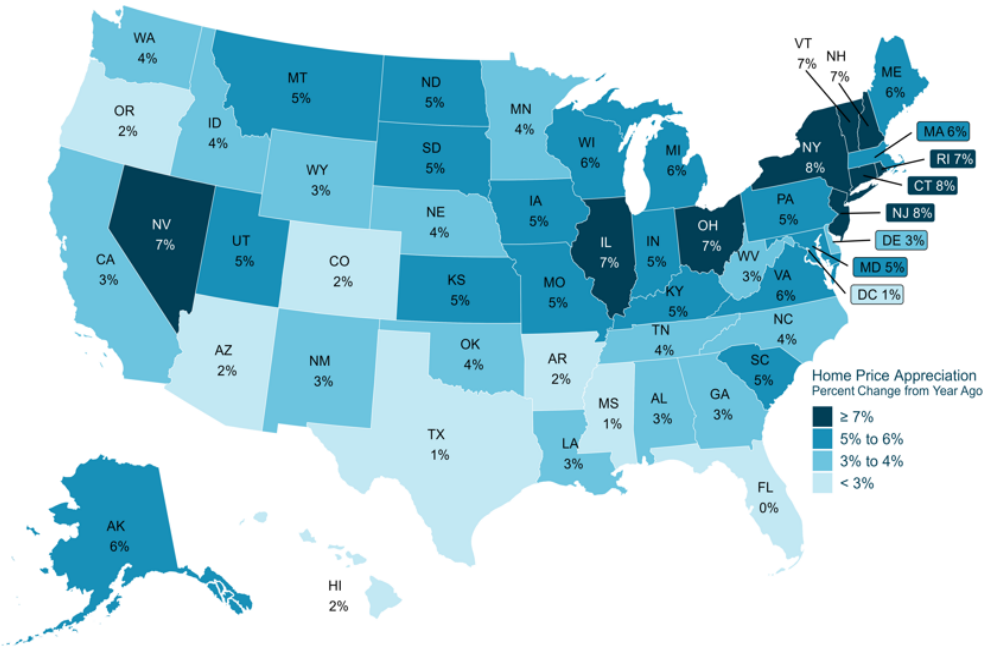 WA
4%
OR
2%
CA
3%
ID
4%
NV
7%
MT
5%
WY
3%
UT
5%
AZ
2%
CO
2%
NM
3%
ND
5%
SD
5%
NE
4%
KS
5%
OK
4%
TX
1%
MN
4%
IA
5%
MO
5%
AR
2%
LA
3%
WI
6%
IL
7%
MI
6%
IN
5%
OH
7%
KY
5%
TN
4%
MS
1%
AL
3%
GA
3%
FL
0%
SC
5%
NC
4%
VA
6%
WV
3%
PA
5%
NY
8%
VT
7%
NH
7%
ME
6%
MA 6%
RI 7%
CT 8%
NJ 8%
DE 3%
MD 5%
DC 1%
AK
6%
HI
2%
Home Price Appreciation
Percent Change from Year Ago
≥ 7%
5% to 6%
3% to 4%
< 3%